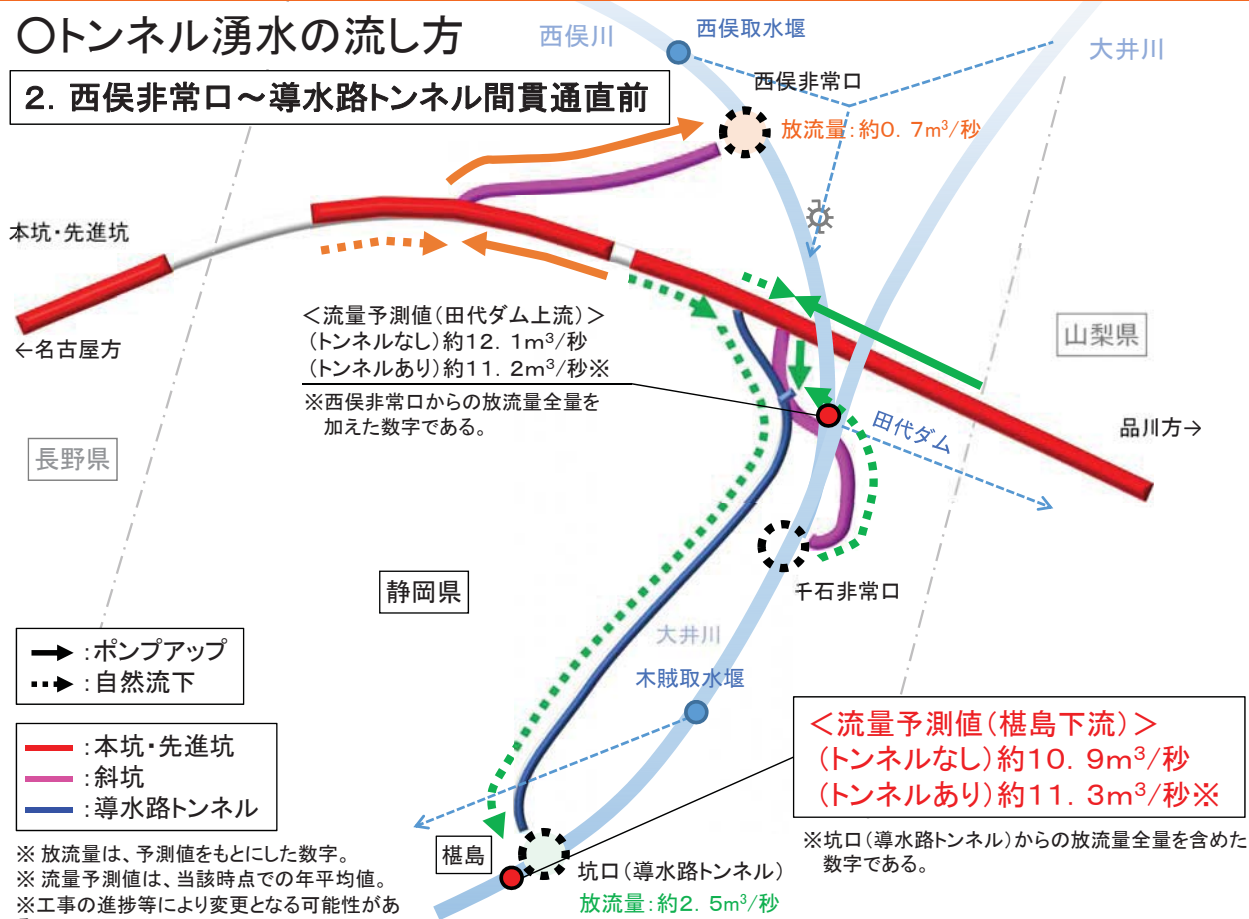 〇トンネル湧水の流し方
2. 西俣非常口~導水路トンネル間貫通直前
西俣川
西俣取水堰
大井川
西俣非常口
放流量:約0. 7m³/秒
本坑・先進坑
←名古屋方
<流量予測値(田代ダム上流)>
(トンネルなし)約12. 1m³/秒
(トンネルあり)約11. 2m³/秒※
※西俣非常口からの放流量全量を
加えた数字である。
山梨県
品川方→
田代ダム
長野県
静岡県
千石非常口
大井川
木賊取水堰
:ポンプアップ
:自然流下
:本坑・先進坑
:斜坑
:導水路トンネル
<流量予測値(椹島下流)>
(トンネルなし)約10. 9m³/秒
(トンネルあり)約11. 3m³/秒※
※坑口(導水路トンネル)からの放流量全量を含めた
数字である。
椹島
坑口(導水路トンネル)
放流量:約2. 5m³/秒
※ 放流量は、予測値をもとにした数字。
※ 流量予測値は、当該時点での年平均値。
※工事の進捗等により変更となる可能性があ